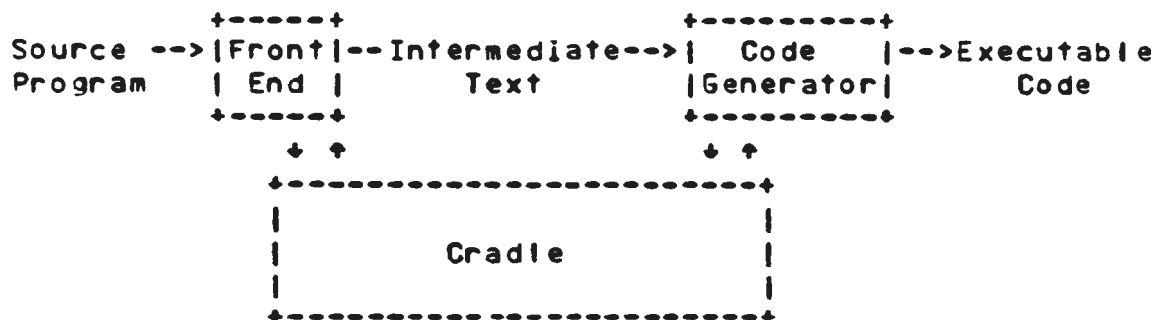 Source -->|Front|--Intermediate-->| Code |-->Executable
Program | End | Text |Generator| Code
Cradle